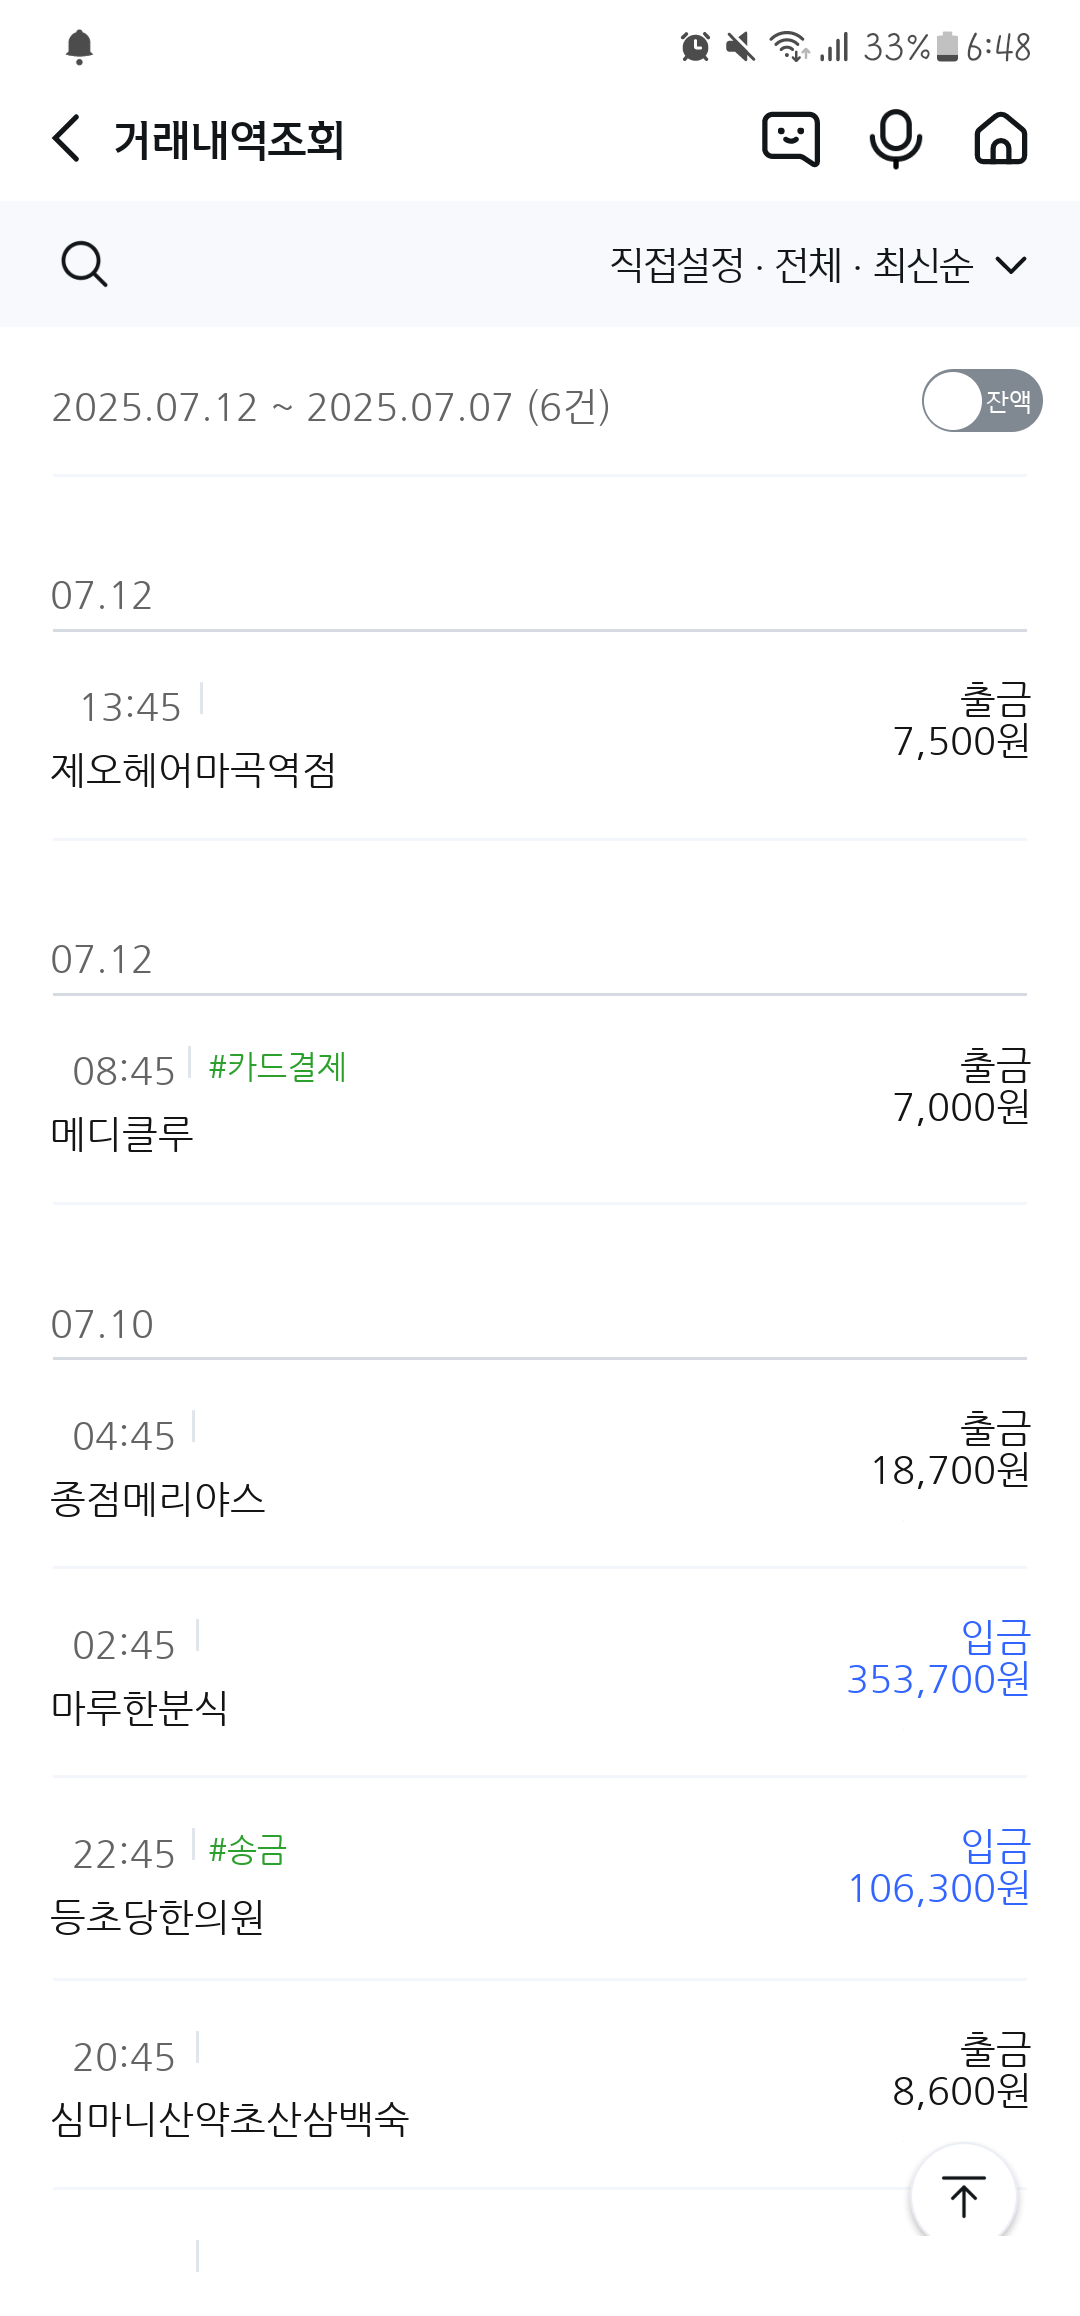 33% 6:48
거래내역조회
직접설정 · 전체 · 최신순
2025.07.12 ~ 2025.07.07 (6건)
잔액
07.12
13:45
출금
7,500원
제오헤어마곡역점
07.12
08:45 #카드결제
출금
7,000원
메디클루
07.10
04:45
출금
18,700원
종점메리야스
02:45
입금
353,700원
마루한분식
22:45 #송금
입금
106,300원
등초당한의원
20:45
출금
8,600원
심마니산약초산삼백숙